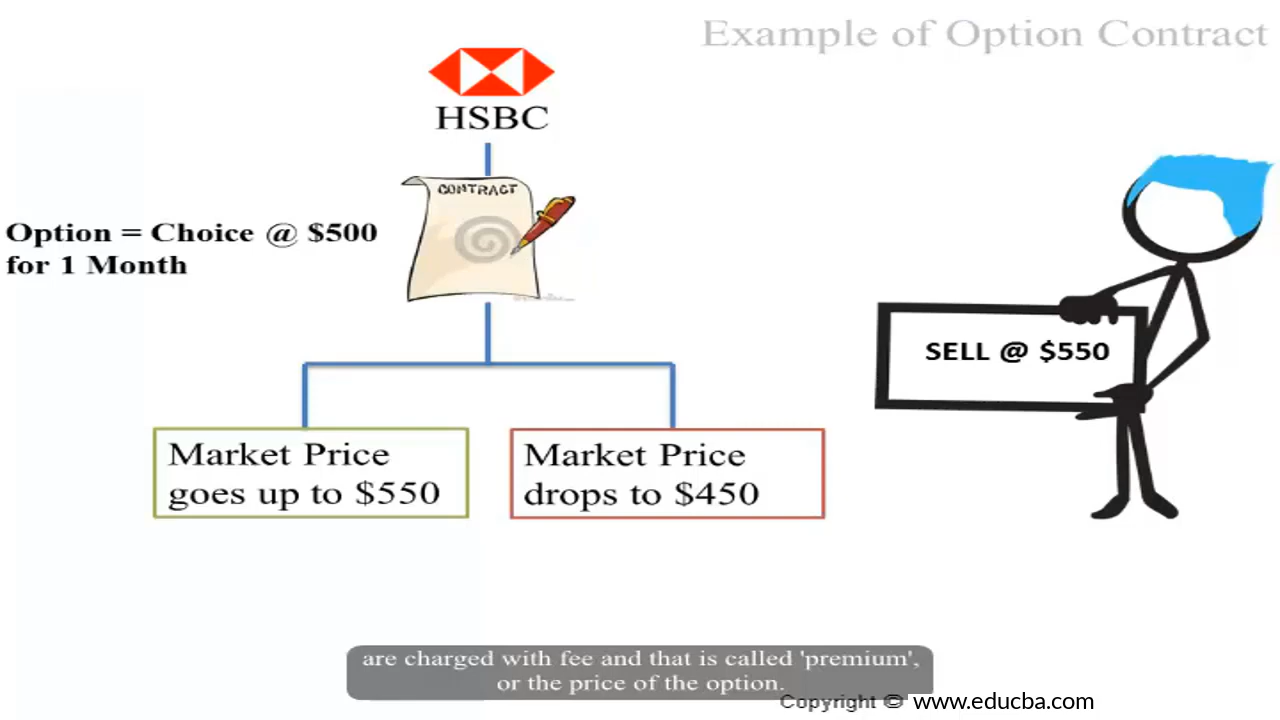 Example of Option Contract
HSBC
CONTRACT
Option = Choice @ $500
for 1 Month
SELL @ $550
Market Price
goes up to $550
Market Price
drops to $450
are charged with fee and that is called 'premium',
or the price of the option.
Copyright © www.educba.com